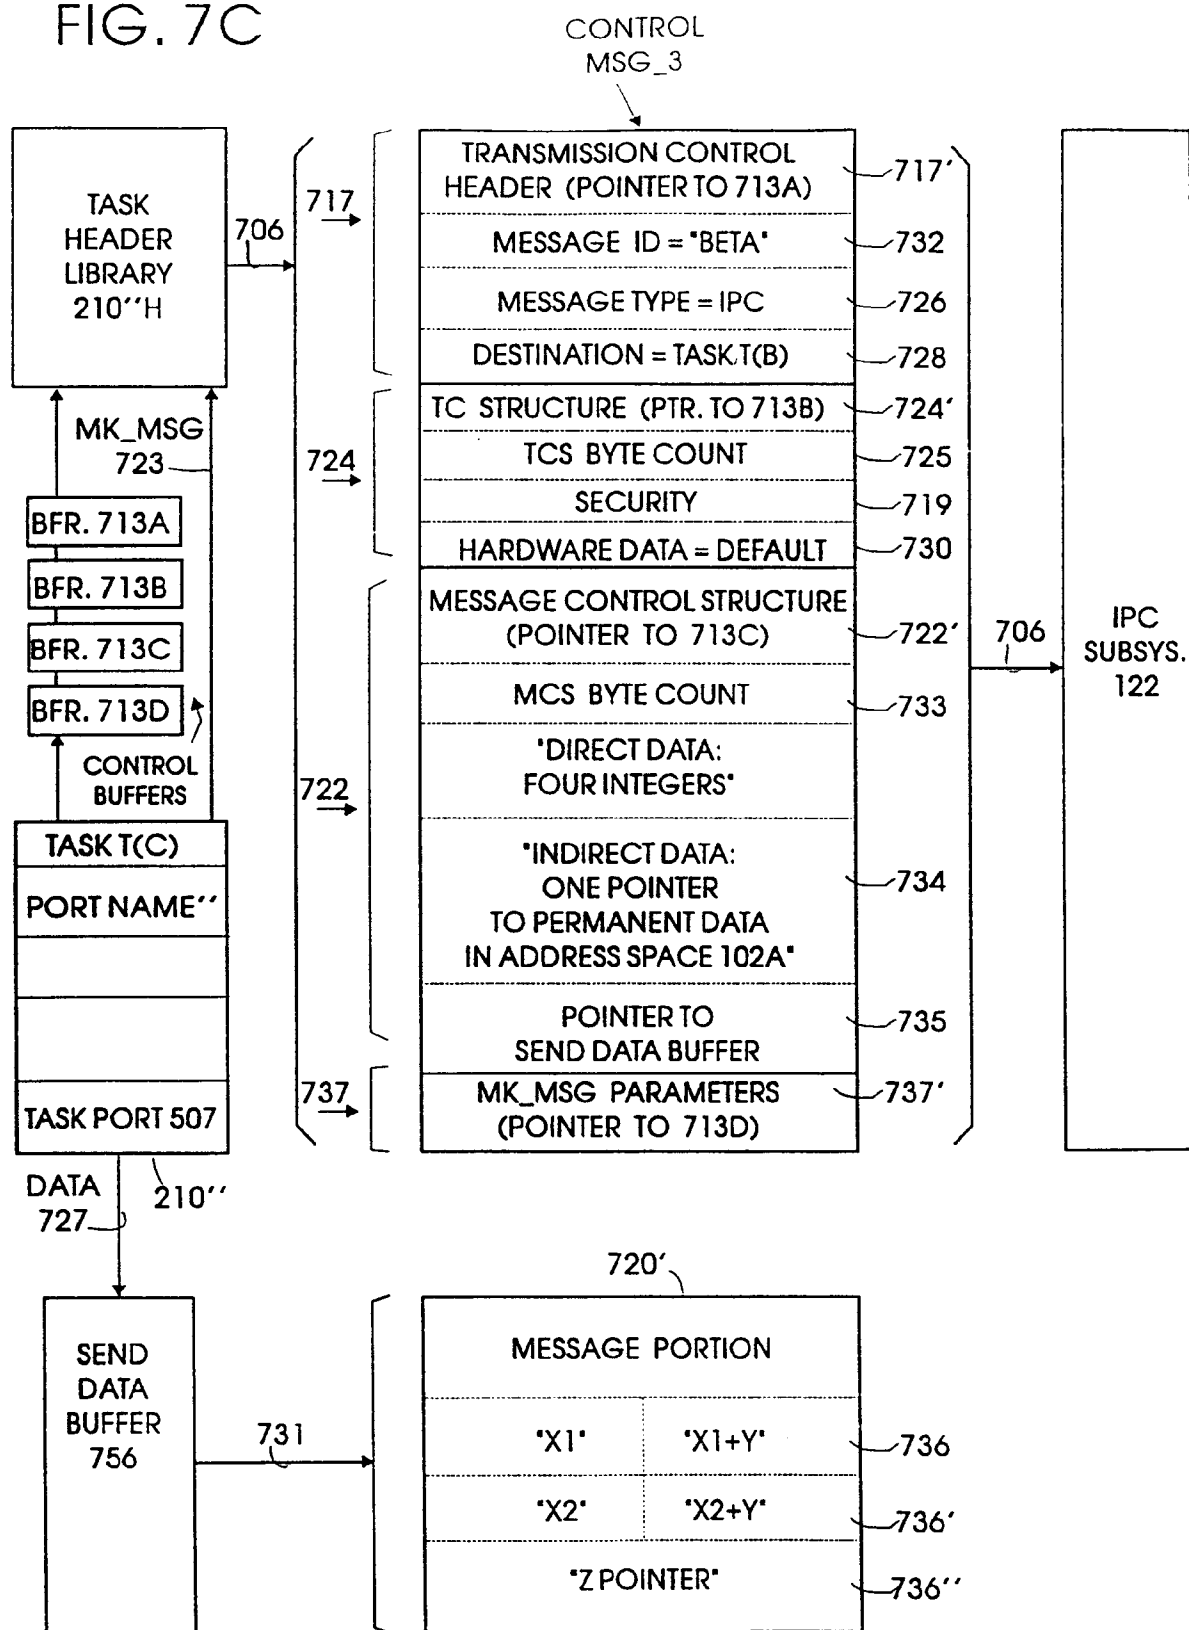 FIG. 7C
CONTROL
MSG_3
TASK
HEADER
LIBRARY
210''H
706
717
TRANSMISSION CONTROL
HEADER (POINTER TO 713A)
717'
MESSAGE ID = "BETA"
732
MESSAGE TYPE = IPC
726
DESTINATION = TASK T(B)
728
MK_MSG
723
BFR. 713A
BFR. 713B
BFR. 713C
BFR. 713D
CONTROL
BUFFERS
724
TC STRUCTURE (PTR. TO 713B)
724'
TCS BYTE COUNT
725
SECURITY
719
HARDWARE DATA = DEFAULT
730
722
MESSAGE CONTROL STRUCTURE
(POINTER TO 713C)
722'
MCS BYTE COUNT
733
"DIRECT DATA:
FOUR INTEGERS"
"INDIRECT DATA:
ONE POINTER
TO PERMANENT DATA
IN ADDRESS SPACE 102A"
734
POINTER TO
SEND DATA BUFFER
735
737
MK_MSG PARAMETERS
(POINTER TO 713D)
737'
706
IPC
SUBSYS.
122
TASK T(C)
PORT NAME''
TASK PORT 507
210''
DATA
727
SEND
DATA
BUFFER
756
731
720'
MESSAGE PORTION
"X1" "X1+Y"
736
"X2" "X2+Y"
736'
"Z POINTER"
736''